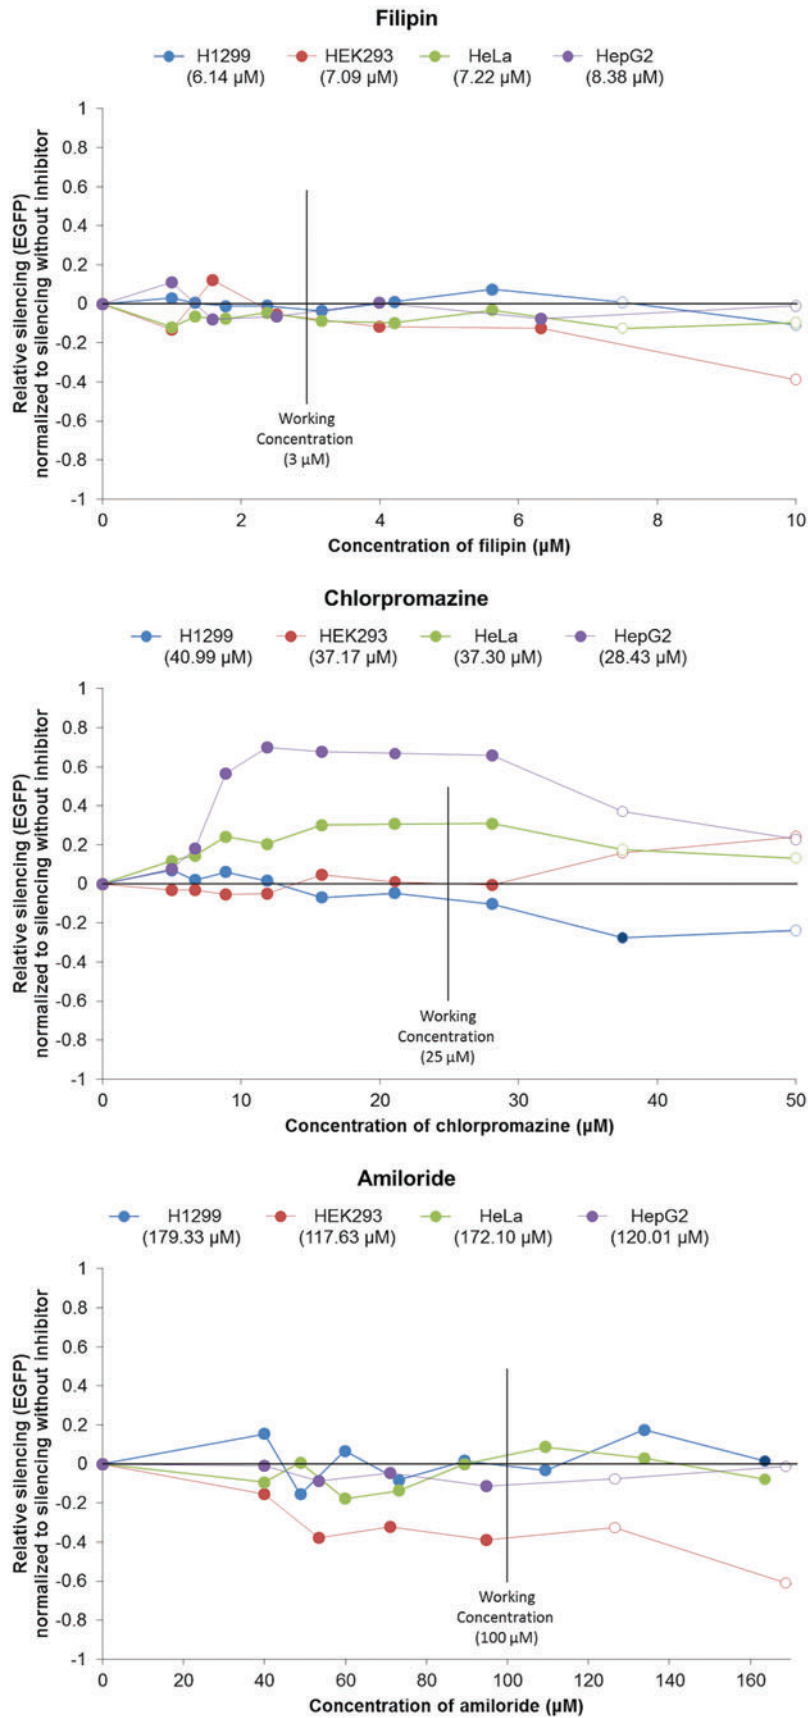 Filipin
H1299 HEK293 HeLa HepG2
(6.14 µM) (7.09 µM) (7.22 µM) (8.38 µM)
Relative silencing (EGFP)
normalized to silencing without inhibitor
1
0.8
0.6
0.4
0.2
0
-0.2
-0.4
-0.6
-0.8
-1
Working
Concentration
(3 µM)
0 2 4 6 8 10
Concentration of filipin (µM)
Chlorpromazine
H1299 HEK293 HeLa HepG2
(40.99 µM) (37.17 µM) (37.30 µM) (28.43 µM)
Relative silencing (EGFP)
normalized to silencing without inhibitor
1
0.8
0.6
0.4
0.2
0
-0.2
-0.4
-0.6
-0.8
-1
Working
Concentration
(25 µM)
0 10 20 30 40 50
Concentration of chlorpromazine (µM)
Amiloride
H1299 HEK293 HeLa HepG2
(179.33 µM) (117.63 µM) (172.10 µM) (120.01 µM)
Relative silencing (EGFP)
normalized to silencing without inhibitor
1
0.8
0.6
0.4
0.2
0
-0.2
-0.4
-0.6
-0.8
-1
Working
Concentration
(100 µM)
0 20 40 60 80 100 120 140 160
Concentration of amiloride (µM)